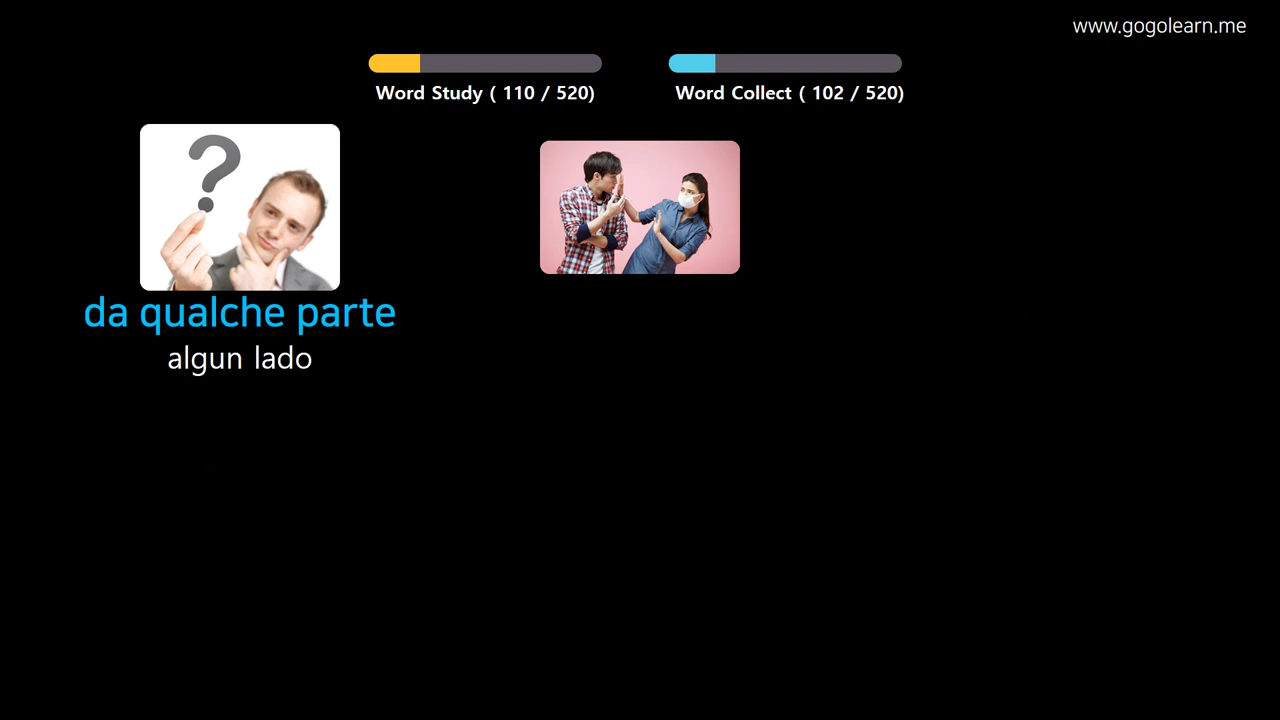 www.gogolearn.me
Word Study ( 110 / 520)
Word Collect ( 102 / 520)
da qualche parte
algun lado